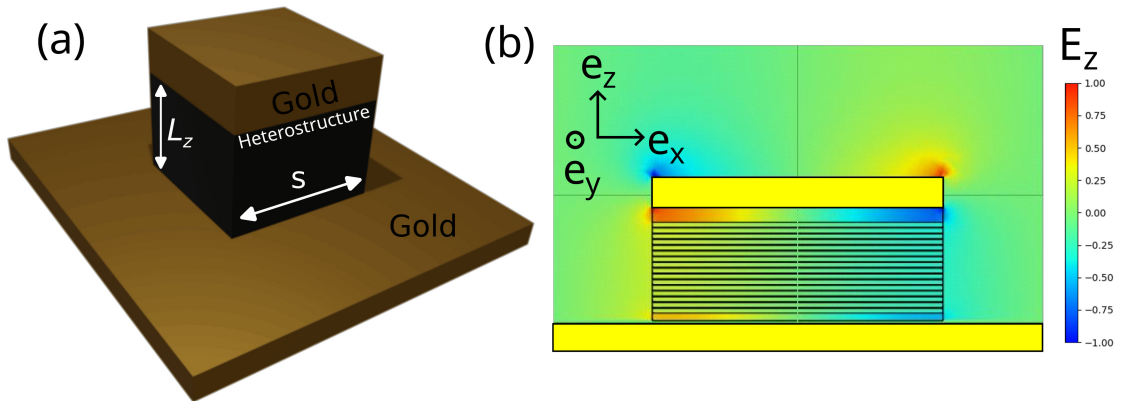 (a)
Gold
Heterostructure
L_z
s
Gold
(b)
e_z
e_x
e_y
E_z
1.00
0.75
0.50
0.25
0.00
−0.25
−0.50
−0.75
−1.00